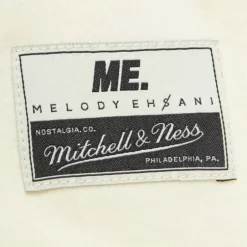 ME.
MELODY EHSANI
NOSTALGIA, CO.
Mitchell & Ness
PHILADELPHIA, PA.